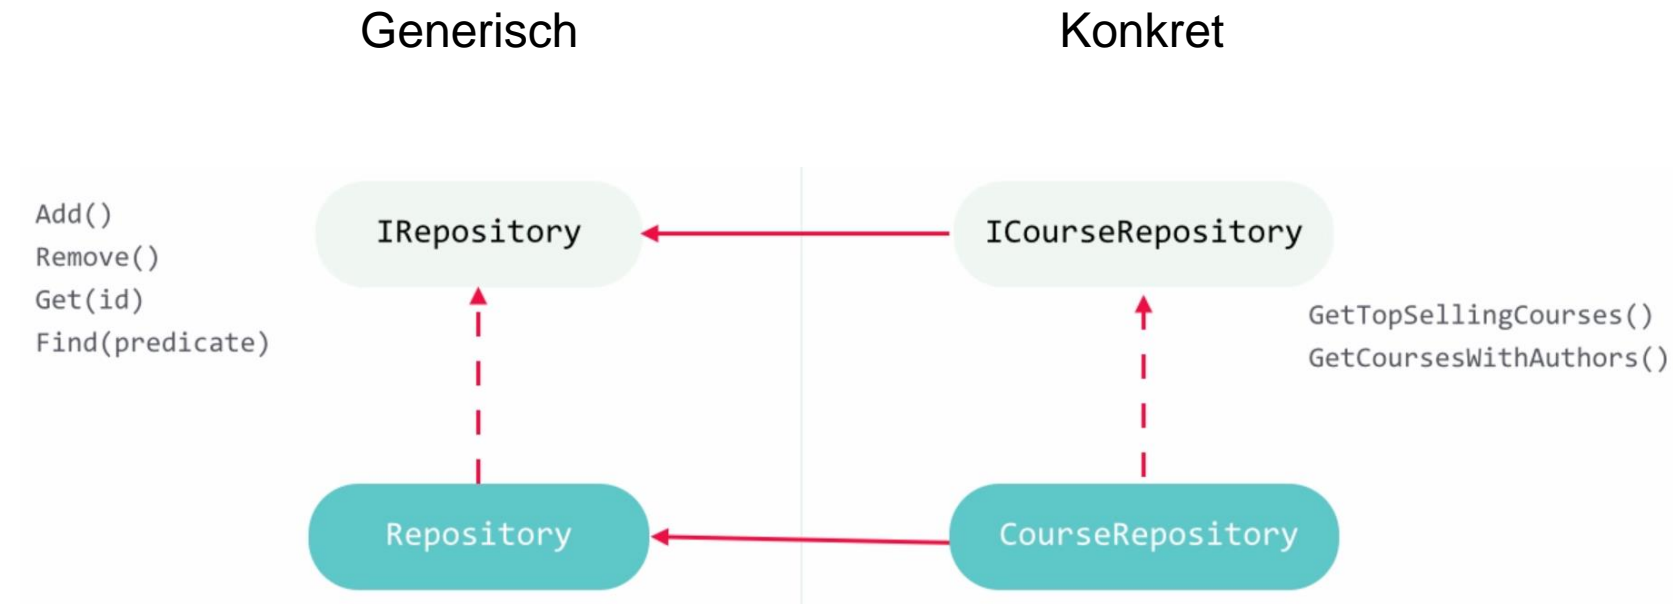 Generisch
Konkret
Add()
Remove()
Get(id)
Find(predicate)
IRepository
ICourseRepository
GetTopSellingCourses()
GetCoursesWithAuthors()
Repository
CourseRepository